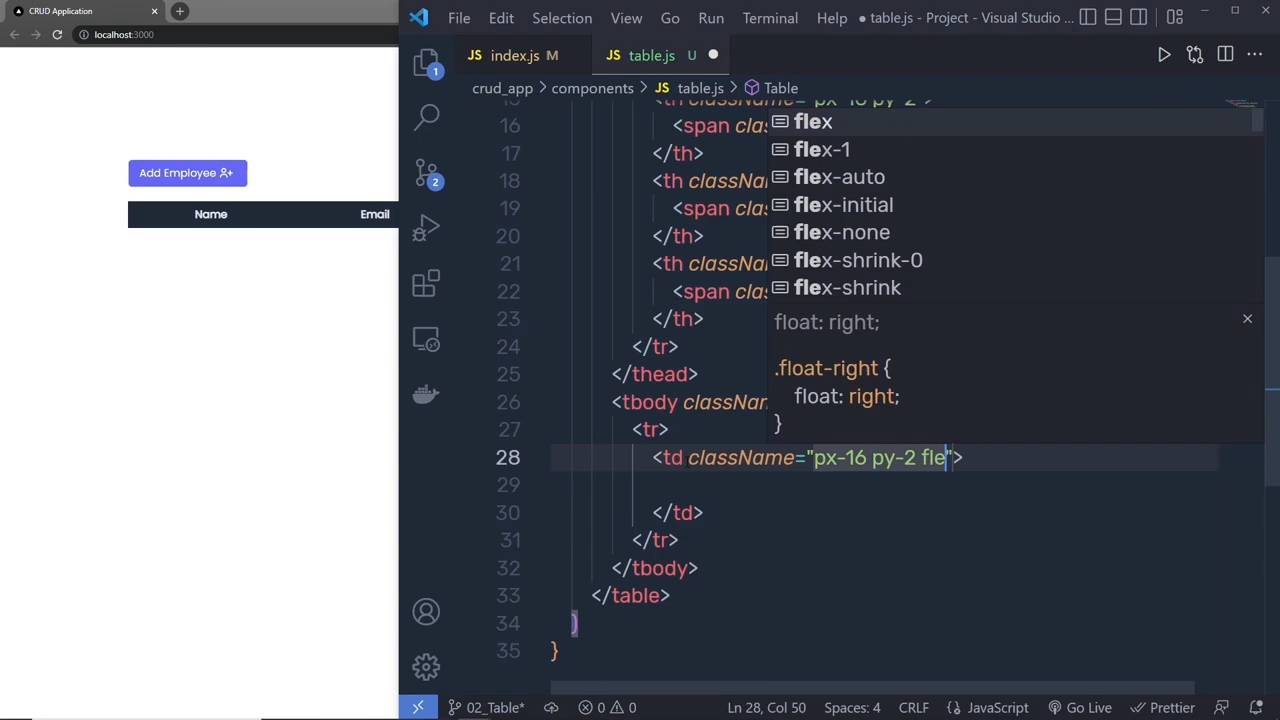 CRUD Application
localhost:3000
Add Employee
Name
Email
File Edit Selection View Go Run Terminal Help
table.js - Project - Visual Studio ...
JS index.js M
JS table.js U
crud_app > components > JS table.js > Table
15
16 <span clas
17 </th>
18 <th classNam
19 <span clas
20 </th>
21 <th classNam
22 <span clas
23 </th>
24 </tr>
25 </thead>
26 <tbody classNam
27 <tr>
28 <td className="px-16 py-2 fle">
29
30 </td>
31 </tr>
32 </tbody>
33 </table>
34 )
35 }
flex
flex-1
flex-auto
flex-initial
flex-none
flex-shrink-0
flex-shrink
float: right;
.float-right {
float: right;
}
1
2
02_Table*
0
0
Ln 28, Col 50
Spaces: 4
CRLF
{} JavaScript
Go Live
Prettier